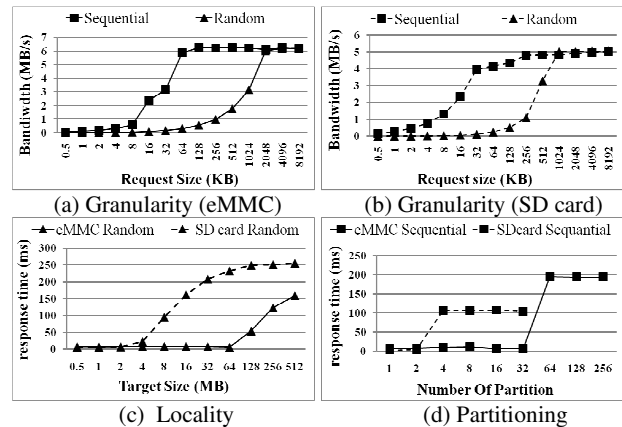 Sequential Random
Bandiwdth (MB/s)
7
6
5
4
3
2
1
0
0.5 1 2 4 8 16 32 64 128 256 512 1024 2048 4096 8192
Request Size (KB)
(a) Granularity (eMMC)
Sequential Random
Bandwidth (MB/s)
6
5
4
3
2
1
0
0.5 1 2 4 8 16 32 64 128 256 512 1024 2048 4096 8192
Request size (KB)
(b) Granularity (SD card)
eMMC Random SD card Random
response time (ms)
300
250
200
150
100
50
0
0.5 1 2 4 8 16 32 64 128 256 512
Target Size (MB)
(c) Locality
eMMC Sequential SDcard Sequantial
response time (ms)
250
200
150
100
50
0
1 2 4 8 16 32 64 128 256
Number Of Partition
(d) Partitioning